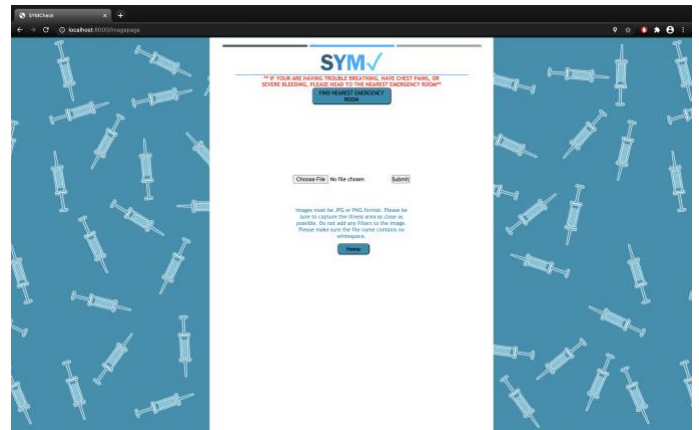 SYMCheck
localhost:8000/imagepage
SYM✓
** IF YOUR ARE HAVING TROUBLE BREATHING, HAVE CHEST PAINS, OR
SEVERE BLEEDING, PLEASE HEAD TO THE NEAREST EMERGENCY ROOM**
FIND NEAREST EMERGENCY
ROOM
Choose File No file chosen Submit
Images must be JPG or PNG format. Please be
sure to capture the illness area as close as
possible. Do not add any filters to the image.
Please make sure the file name contains no
whitespace.
Home